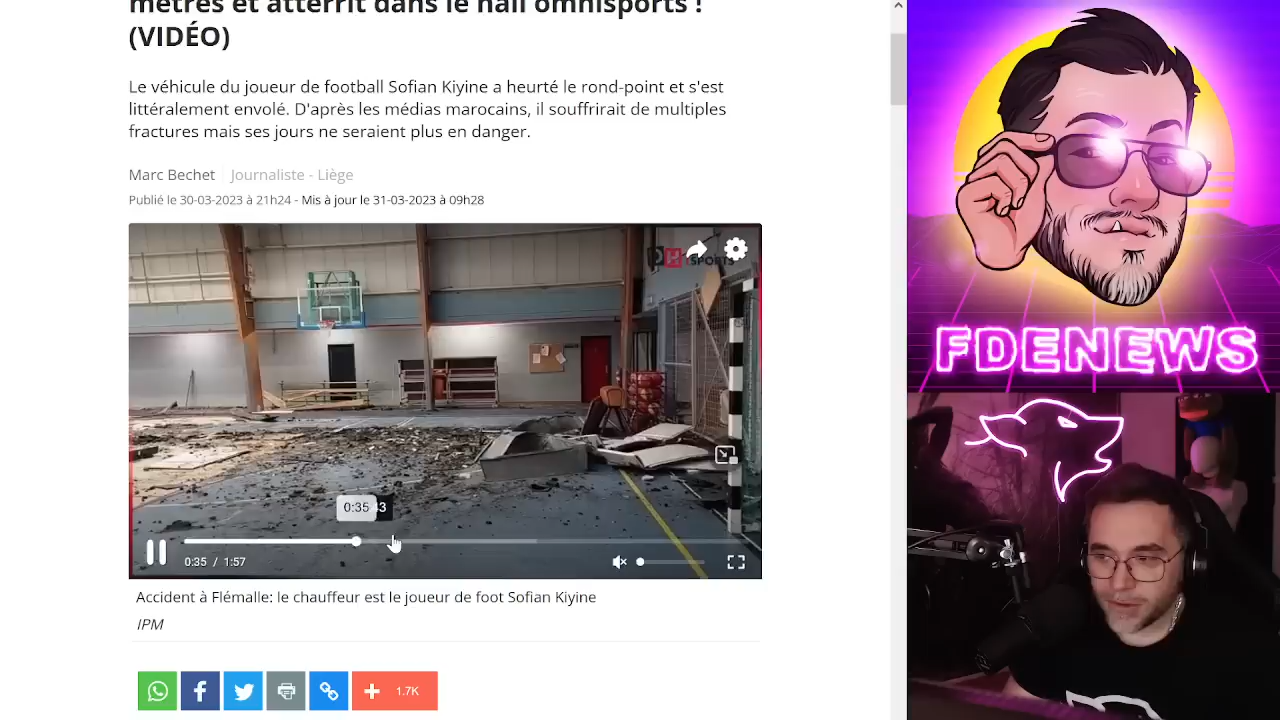 mètres et atterrit dans le hall omnisports !
(VIDÉO)
Le véhicule du joueur de football Sofian Kiyine a heurté le rond-point et s'est
littéralement envolé. D'après les médias marocains, il souffrirait de multiples
fractures mais ses jours ne seraient plus en danger.
Marc Bechet Journaliste - Liège
Publié le 30-03-2023 à 21h24 - Mis à jour le 31-03-2023 à 09h28
DH SPORTS
0:35
0:35 / 1:57
Accident à Flémalle: le chauffeur est le joueur de foot Sofian Kiyine
IPM
1.7K
FDENEWS